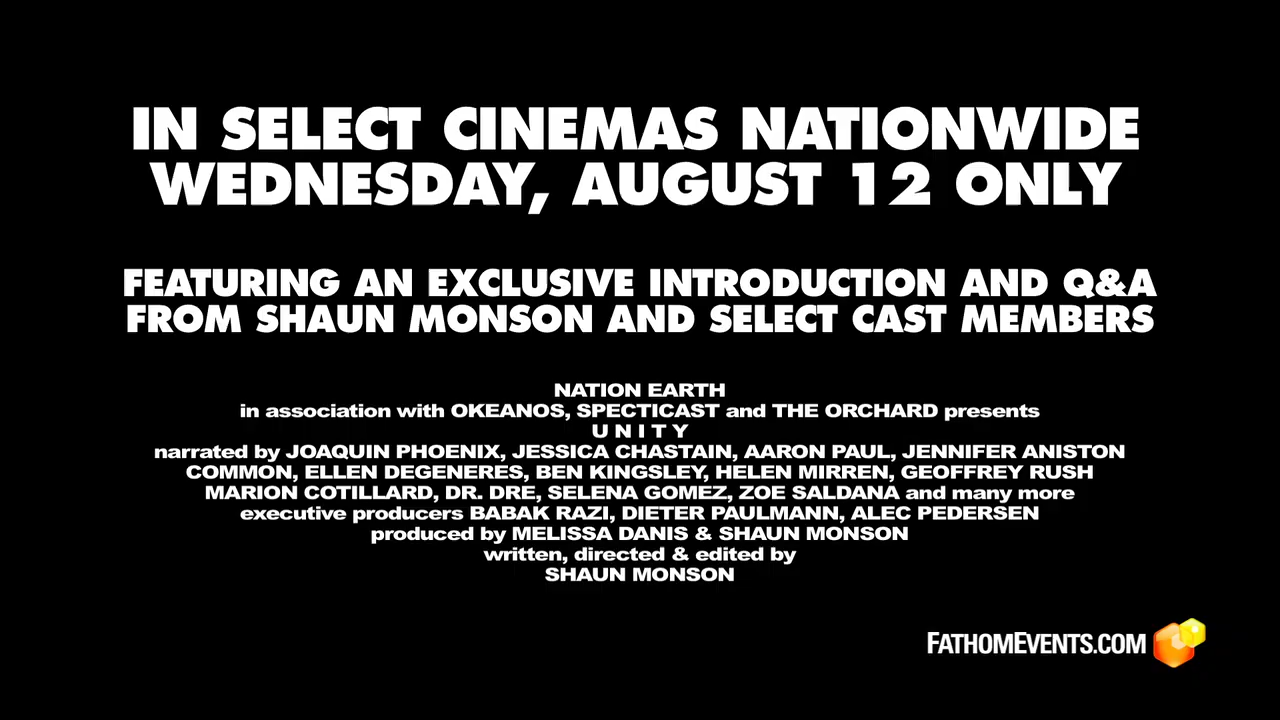 IN SELECT CINEMAS NATIONWIDE
WEDNESDAY, AUGUST 12 ONLY
FEATURING AN EXCLUSIVE INTRODUCTION AND Q&A
FROM SHAUN MONSON AND SELECT CAST MEMBERS
NATION EARTH
in association with OKEANOS, SPECTICAST and THE ORCHARD presents
U N I T Y
narrated by JOAQUIN PHOENIX, JESSICA CHASTAIN, AARON PAUL, JENNIFER ANISTON
COMMON, ELLEN DEGENERES, BEN KINGSLEY, HELEN MIRREN, GEOFFREY RUSH
MARION COTILLARD, DR. DRE, SELENA GOMEZ, ZOE SALDANA and many more
executive producers BABAK RAZI, DIETER PAULMANN, ALEC PEDERSEN
produced by MELISSA DANIS & SHAUN MONSON
written, directed & edited by
SHAUN MONSON
FATHOMEVENTS.COM